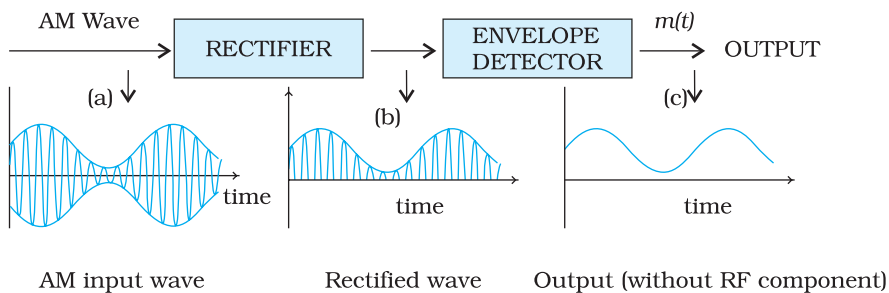 AM Wave
RECTIFIER
ENVELOPE
DETECTOR
m(t)
OUTPUT
(a)
(b)
(c)
time
time
time
AM input wave
Rectified wave
Output (without RF component)